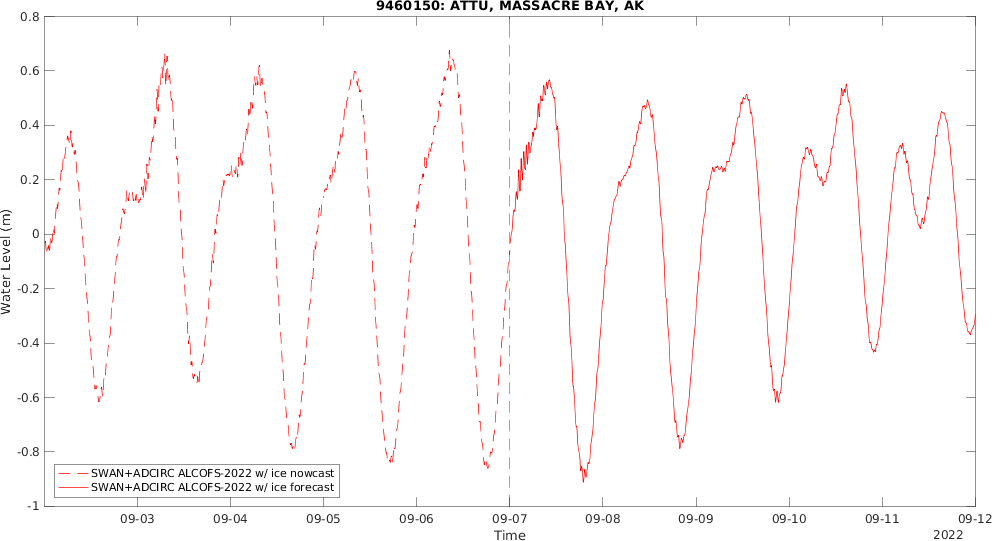 9460150: ATTU, MASSACRE BAY, AK
Water Level (m)
0.8
0.6
0.4
0.2
0
-0.2
-0.4
-0.6
-0.8
-1
SWAN+ADCIRC ALCOFS-2022 w/ ice nowcast
SWAN+ADCIRC ALCOFS-2022 w/ ice forecast
09-03 09-04 09-05 09-06 09-07 09-08 09-09 09-10 09-11 09-12
Time
2022